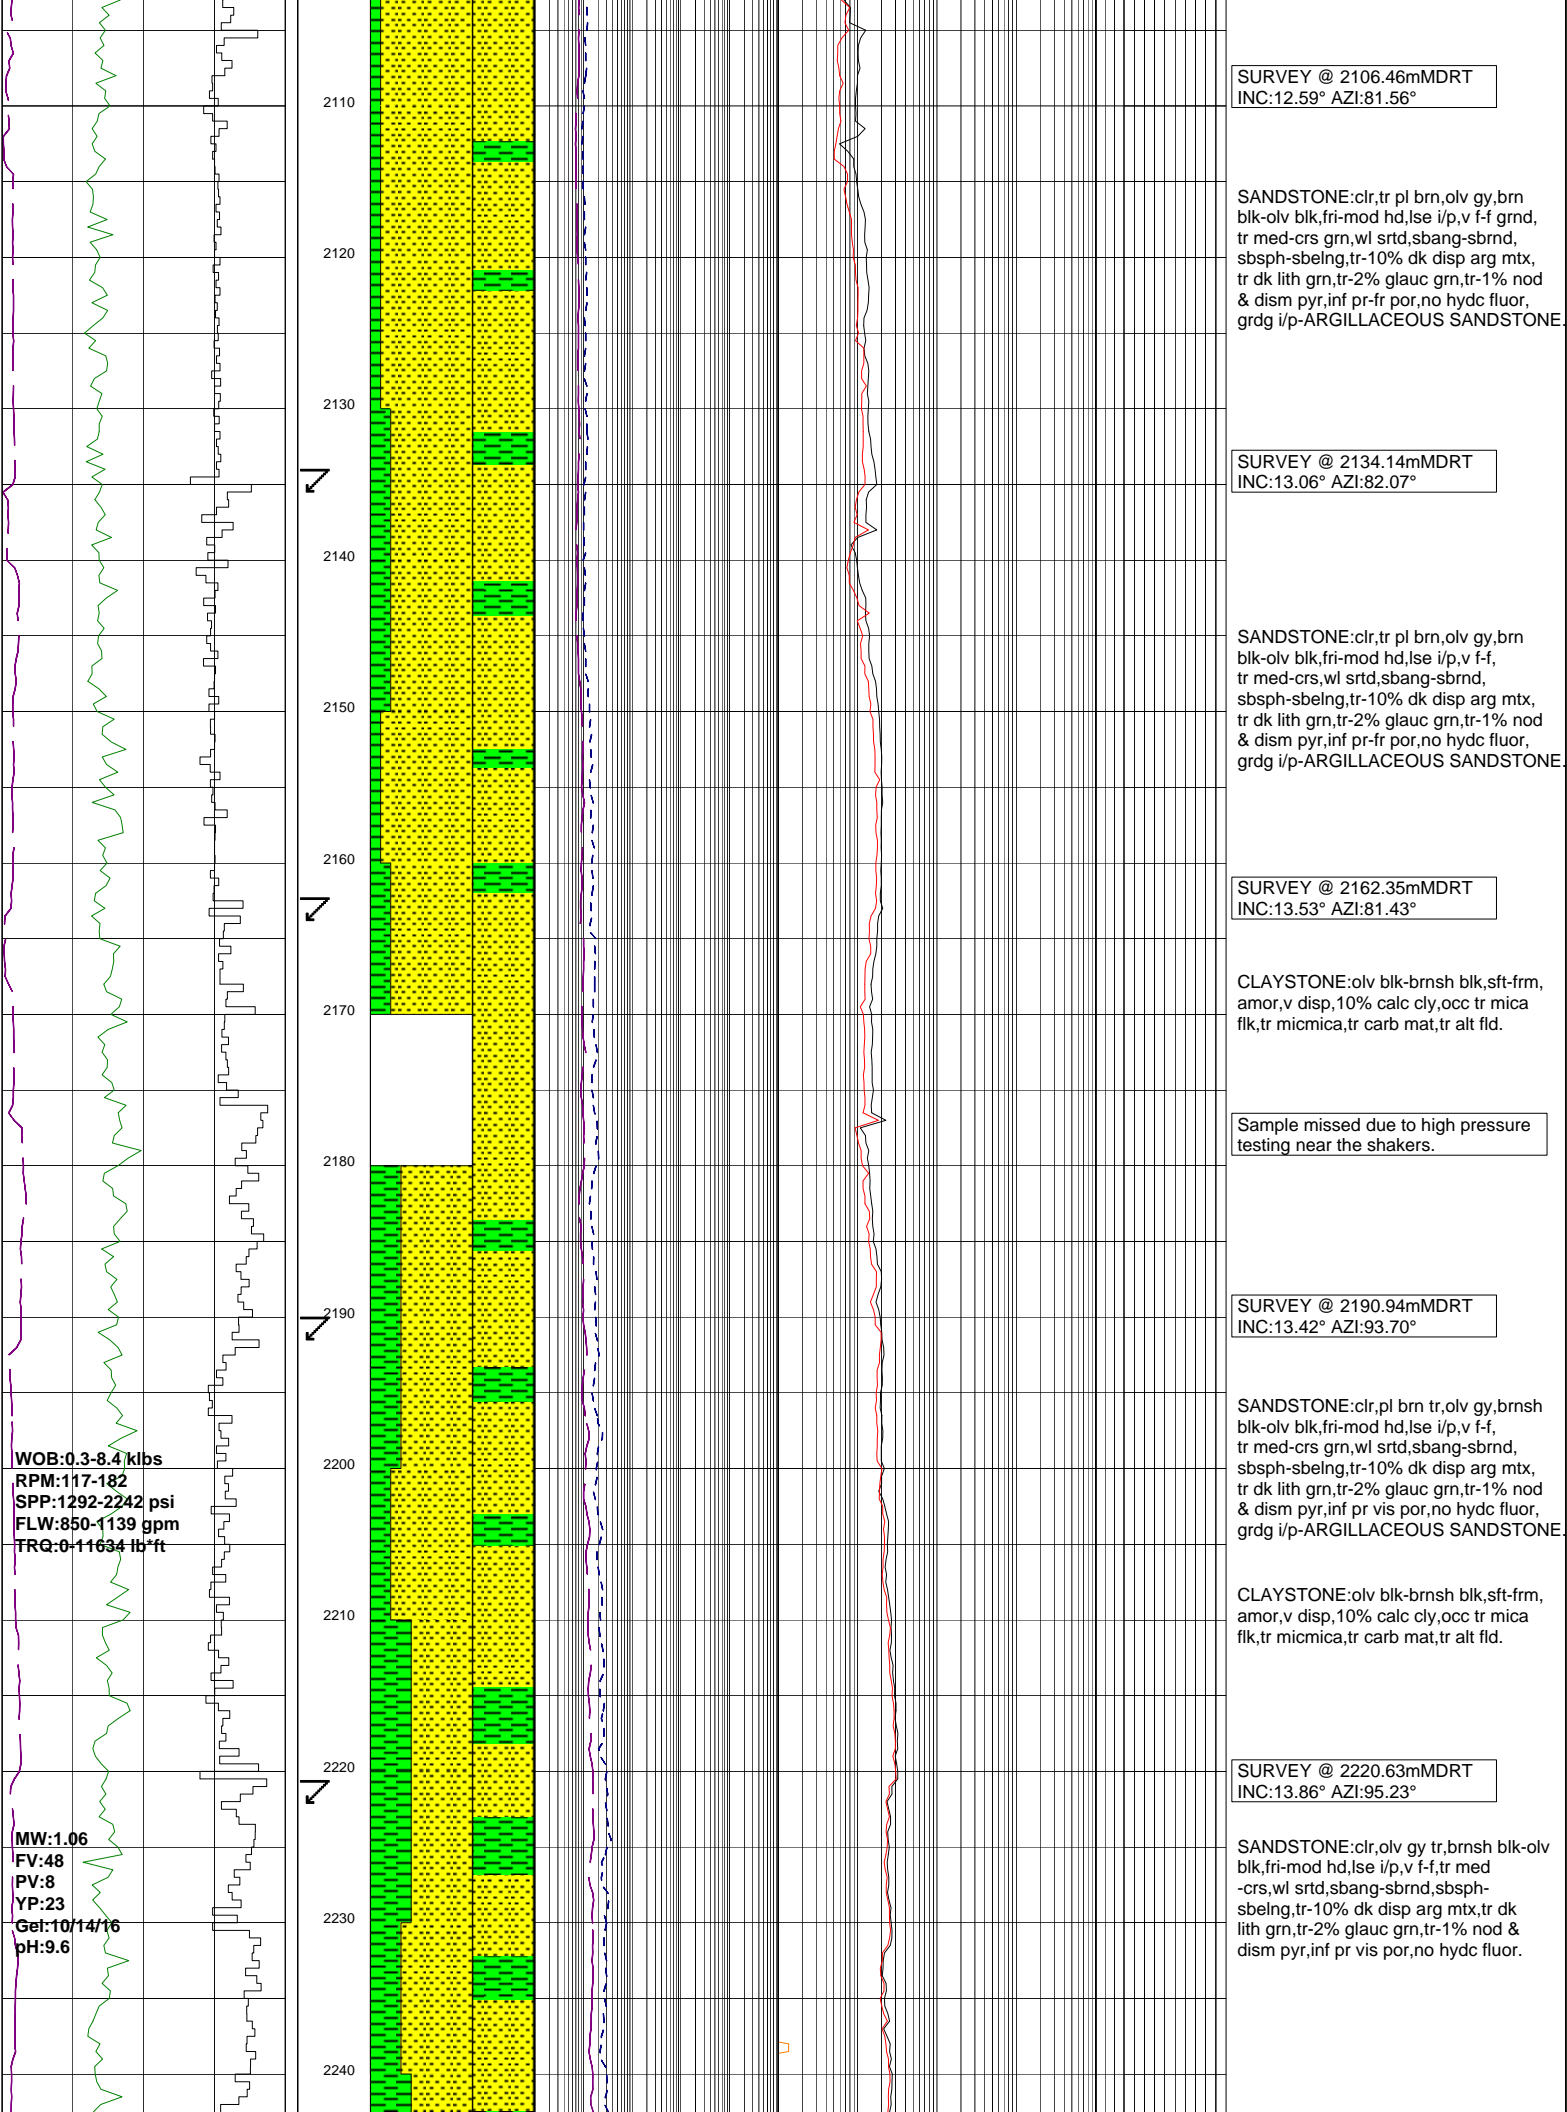 2110
2120
2130
2140
2150
2160
2170
2180
2190
2200
2210
2220
2230
2240
WOB:0.3-8.4 klbs
RPM:117-182
SPP:1292-2242 psi
FLW:850-1139 gpm
TRQ:0-11634 lb*ft
MW:1.06
FV:48
PV:8
YP:23
Gel:10/14/16
pH:9.6
SURVEY @ 2106.46mMDRT
INC:12.59° AZI:81.56°
SANDSTONE:clr,tr pl brn,olv gy,brn
blk-olv blk,fri-mod hd,lse i/p,v f-f grnd,
tr med-crs grn,wl srtd,sbang-sbrnd,
sbsph-sbelng,tr-10% dk disp arg mtx,
tr dk lith grn,tr-2% glauc grn,tr-1% nod
& dism pyr,inf pr-fr por,no hydc fluor,
grdg i/p-ARGILLACEOUS SANDSTONE.
SURVEY @ 2134.14mMDRT
INC:13.06° AZI:82.07°
SANDSTONE:clr,tr pl brn,olv gy,brn
blk-olv blk,fri-mod hd,lse i/p,v f-f,
tr med-crs,wl srtd,sbang-sbrnd,
sbsph-sbelng,tr-10% dk disp arg mtx,
tr dk lith grn,tr-2% glauc grn,tr-1% nod
& dism pyr,inf pr-fr por,no hydc fluor,
grdg i/p-ARGILLACEOUS SANDSTONE.
SURVEY @ 2162.35mMDRT
INC:13.53° AZI:81.43°
CLAYSTONE:olv blk-brnsh blk,sft-frm,
amor,v disp,10% calc cly,occ tr mica
flk,tr micmica,tr carb mat,tr alt fld.
Sample missed due to high pressure
testing near the shakers.
SURVEY @ 2190.94mMDRT
INC:13.42° AZI:93.70°
SANDSTONE:clr,pl brn tr,olv gy,brnsh
blk-olv blk,fri-mod hd,lse i/p,v f-f,
tr med-crs grn,wl srtd,sbang-sbrnd,
sbsph-sbelng,tr-10% dk disp arg mtx,
tr dk lith grn,tr-2% glauc grn,tr-1% nod
& dism pyr,inf pr vis por,no hydc fluor,
grdg i/p-ARGILLACEOUS SANDSTONE.
CLAYSTONE:olv blk-brnsh blk,sft-frm,
amor,v disp,10% calc cly,occ tr mica
flk,tr micmica,tr carb mat,tr alt fld.
SURVEY @ 2220.63mMDRT
INC:13.86° AZI:95.23°
SANDSTONE:clr,olv gy tr,brnsh blk-olv
blk,fri-mod hd,lse i/p,v f-f,tr med
-crs,wl srtd,sbang-sbrnd,sbsph-
sbelng,tr-10% dk disp arg mtx,tr dk
lith grn,tr-2% glauc grn,tr-1% nod &
dism pyr,inf pr vis por,no hydc fluor.